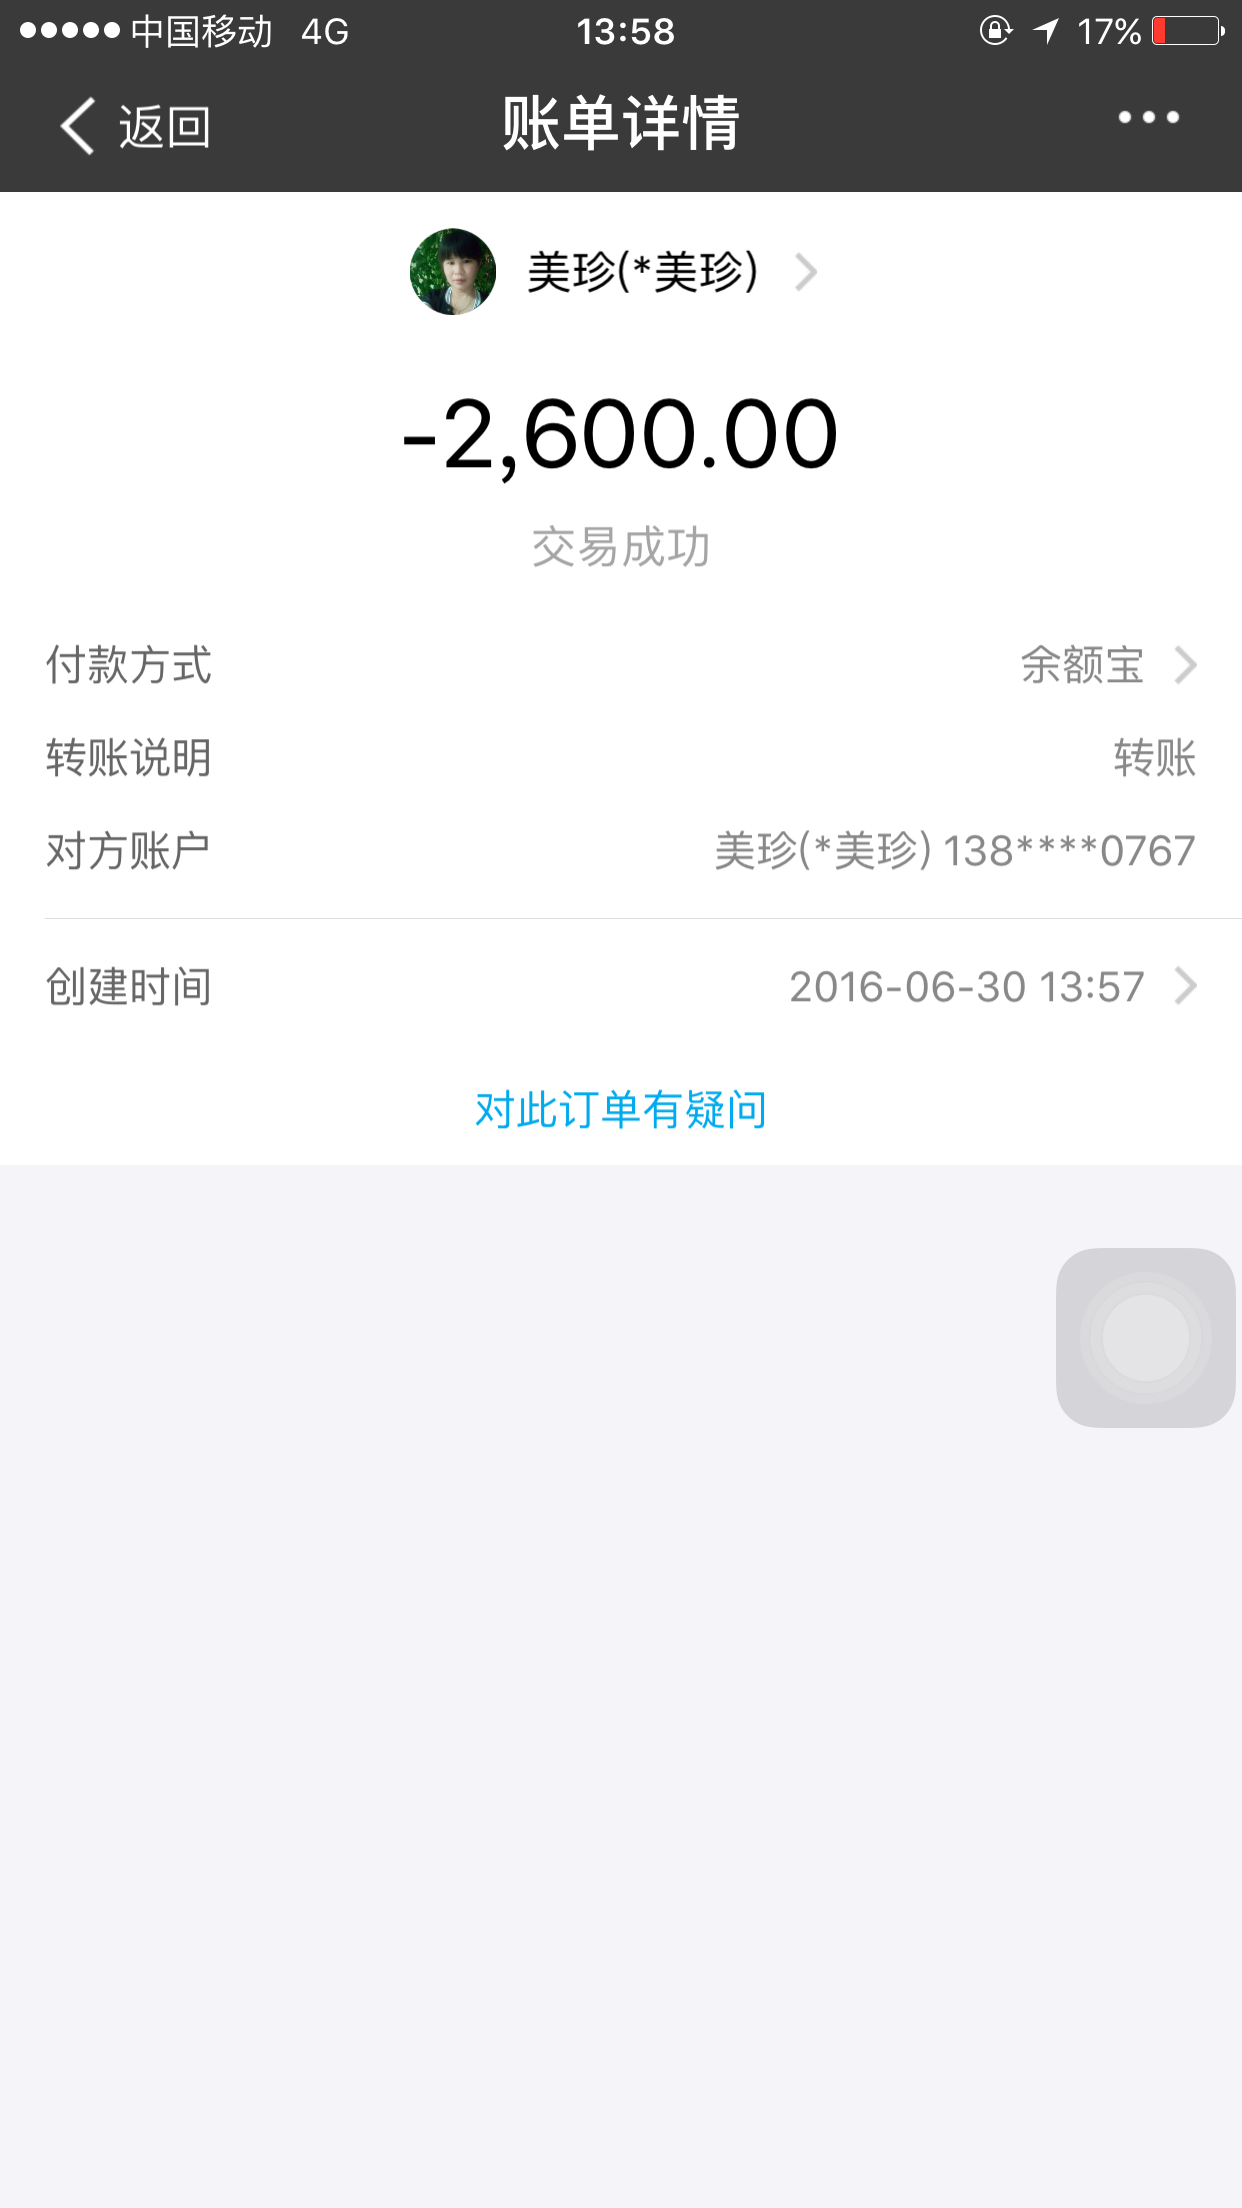 中国移动 4G 13:58 17%
返回 账单详情
美珍(*美珍)
-2,600.00
交易成功
付款方式 余额宝
转账说明 转账
对方账户 美珍(*美珍) 138****0767
创建时间 2016-06-30 13:57
对此订单有疑问